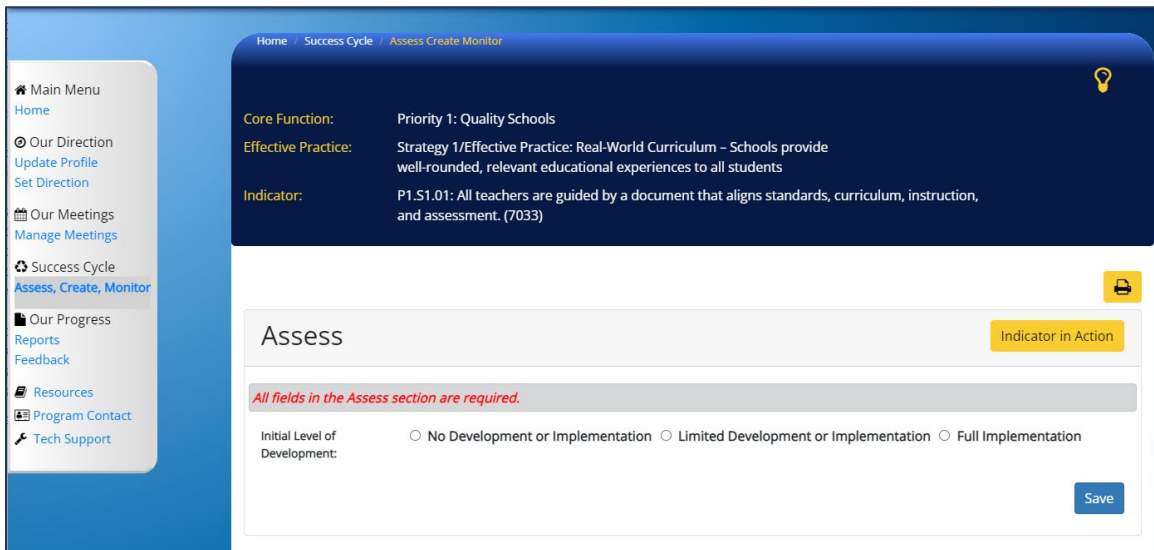 Home / Success Cycle / Assess Create Monitor
Main Menu
Home
Our Direction
Update Profile
Set Direction
Our Meetings
Manage Meetings
Success Cycle
Assess, Create, Monitor
Our Progress
Reports
Feedback
Resources
Program Contact
Tech Support
Core Function: Priority 1: Quality Schools
Effective Practice: Strategy 1/Effective Practice: Real-World Curriculum – Schools provide
well-rounded, relevant educational experiences to all students
Indicator: P1.S1.01: All teachers are guided by a document that aligns standards, curriculum, instruction,
and assessment. (7033)
Assess
Indicator in Action
All fields in the Assess section are required.
Initial Level of
Development:
No Development or Implementation Limited Development or Implementation Full Implementation
Save